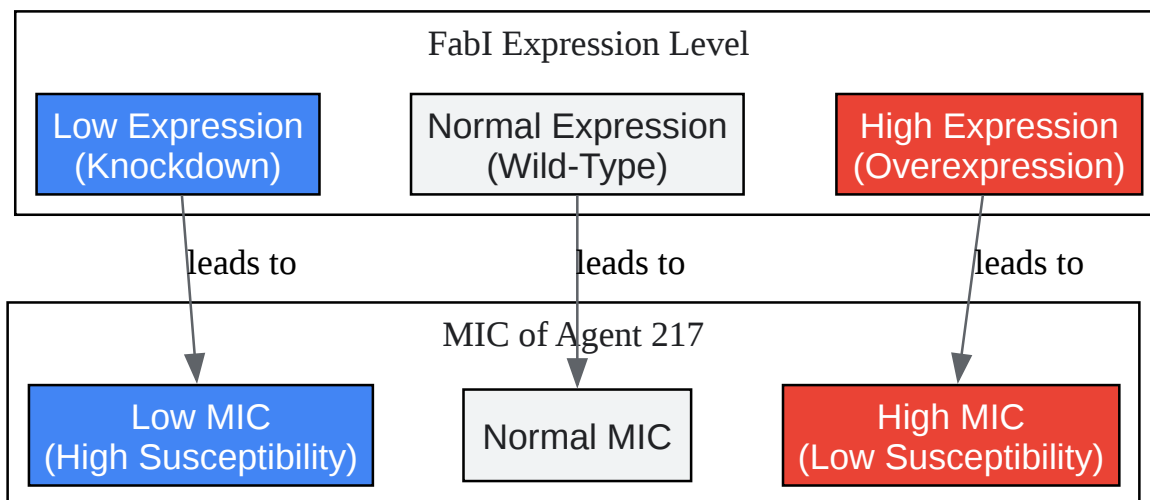 FabI Expression Level
Low Expression
(Knockdown)
Normal Expression
(Wild-Type)
High Expression
(Overexpression)
leads to
leads to
leads to
MIC of Agent 217
Low MIC
(High Susceptibility)
Normal MIC
High MIC
(Low Susceptibility)